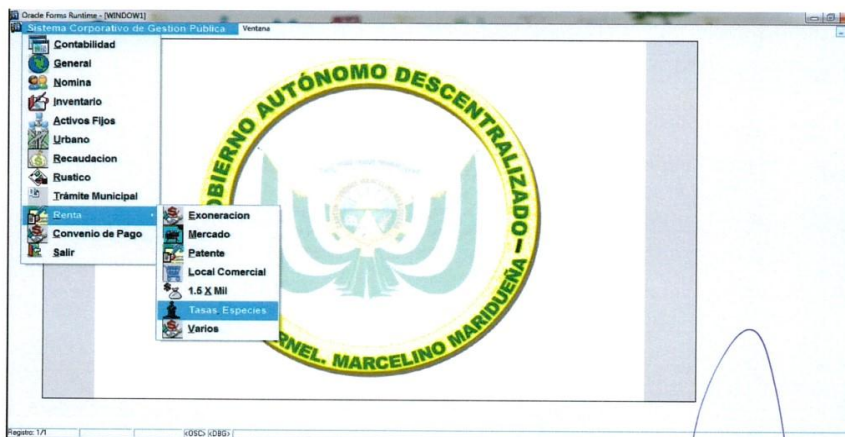 Oracle Forms Runtime - [WINDOW1]
Sistema Corporativo de Gestion Publica Ventana
Contabilidad
General
Nomina
Inventario
Activos Fijos
Urbano
Recaudacion
Rustico
Trámite Municipal
Renta
Convenio de Pago
Salir
Exoneracion
Mercado
Patente
Local Comercial
1.5 X Mil
Tasas, Especies
Varios
OBIERNO AUTÓNOMO DESCENTRALIZADO –
RNEL. MARCELINO MARIDUEÑA
Registro: 1/1 <OSC> <DBG>